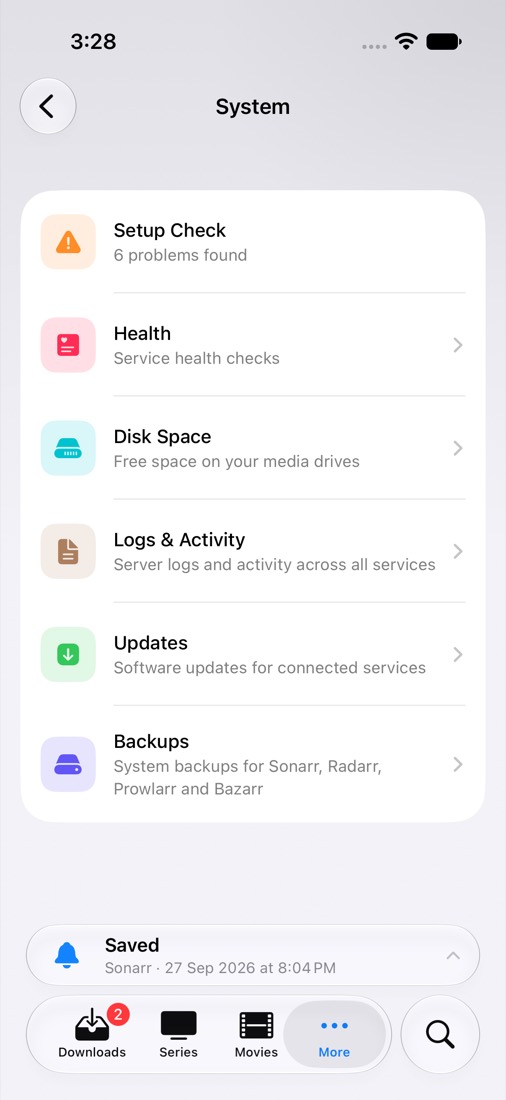 3:28
System
Setup Check
6 problems found
Health
Service health checks
Disk Space
Free space on your media drives
Logs & Activity
Server logs and activity across all services
Updates
Software updates for connected services
Backups
System backups for Sonarr, Radarr,
Prowlarr and Bazarr
Saved
Sonarr · 27 Sep 2026 at 8:04 PM
2
Downloads
Series
Movies
More